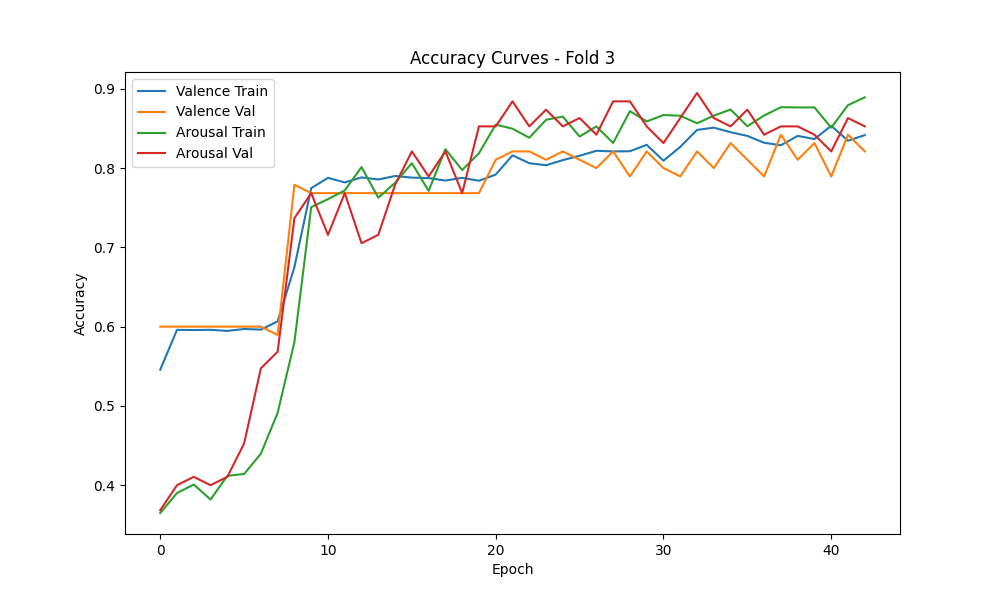 Accuracy Curves - Fold 3
Valence Train
Valence Val
Arousal Train
Arousal Val
0.9
0.8
0.7
0.6
0.5
0.4
Accuracy
0 10 20 30 40
Epoch